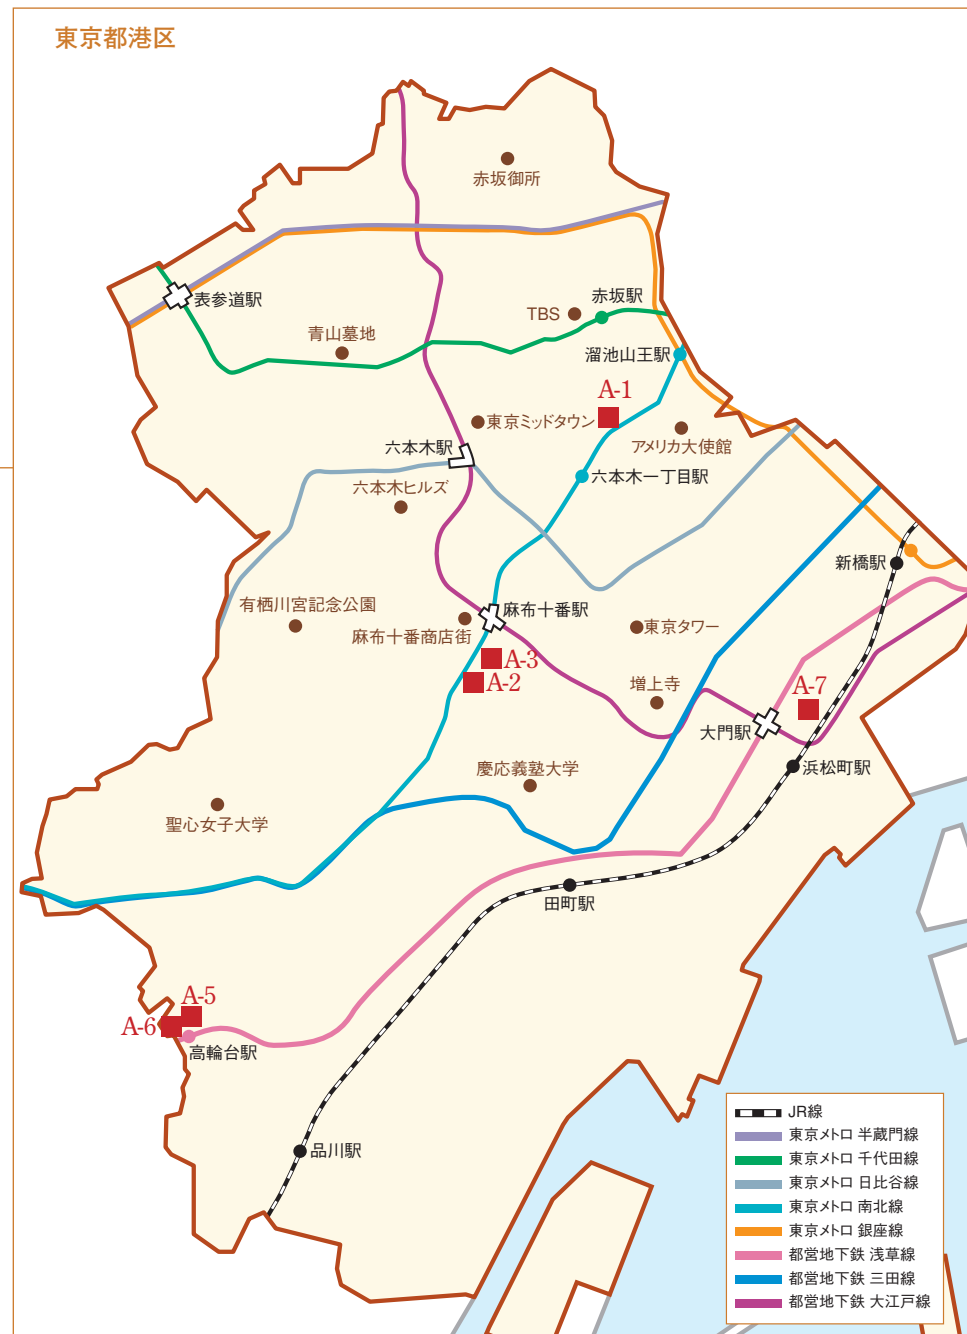 東京都港区
赤坂御所
表参道駅
赤坂駅
TBS
青山墓地
溜池山王駅
A-1
東京ミッドタウン
アメリカ大使館
六本木駅
六本木一丁目駅
六本木ヒルズ
新橋駅
有栖川宮記念公園
麻布十番駅
麻布十番商店街
東京タワー
A-3
A-2
増上寺
A-7
大門駅
慶応義塾大学
浜松町駅
聖心女子大学
田町駅
A-5
A-6
高輪台駅
品川駅
JR線
東京メトロ 半蔵門線
東京メトロ 千代田線
東京メトロ 日比谷線
東京メトロ 南北線
東京メトロ 銀座線
都営地下鉄 浅草線
都営地下鉄 三田線
都営地下鉄 大江戸線